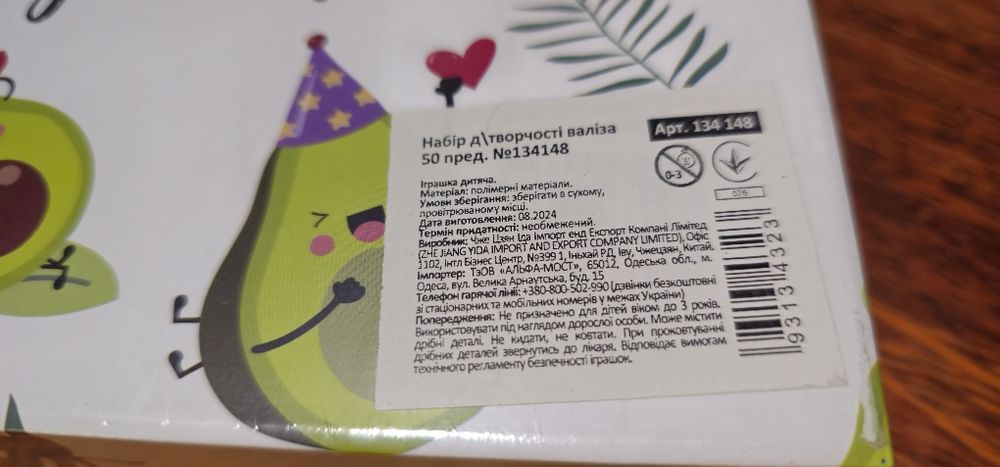 Набір д\творчості валіза
50 пред. №134148
Арт. 134 148
0-3
026
Іграшка дитяча.
Матеріал: полімерні матеріали.
Умови зберігання: зберігати в сухому,
провітрюваному місці.
Дата виготовлення: 08.2024
Термін придатності: необмежений.
Виробник: Чже Цзян Іда Імпорт енд Експорт Компані Лімітед
(ZHE JIANG YIDA IMPORT AND EXPORT COMPANY LIMITED), Офіс
1102, Інтл Бізнес Центр, №399 1, Іньхай РД, Іву, Чжецзян, Китай.
Імпортер: ТзОВ «АЛЬФА-МОСТ», 65012, Одеська обл., м.
Одеса, вул. Велика Арнаутська, буд. 15
Телефон гарячої лінії: +380-800-502-990 (дзвінки безкоштовні
зі стаціонарних та мобільних номерів у межах України)
Попередження: Не призначено для дітей віком до 3 років.
Використовувати під наглядом дорослої особи. Може містити
дрібні деталі. Не кидати, не ковтати. При проковтуванні
дрібних деталей звернутись до лікаря. Відповідає вимогам
технічного регламенту безпечності іграшок.
931314323